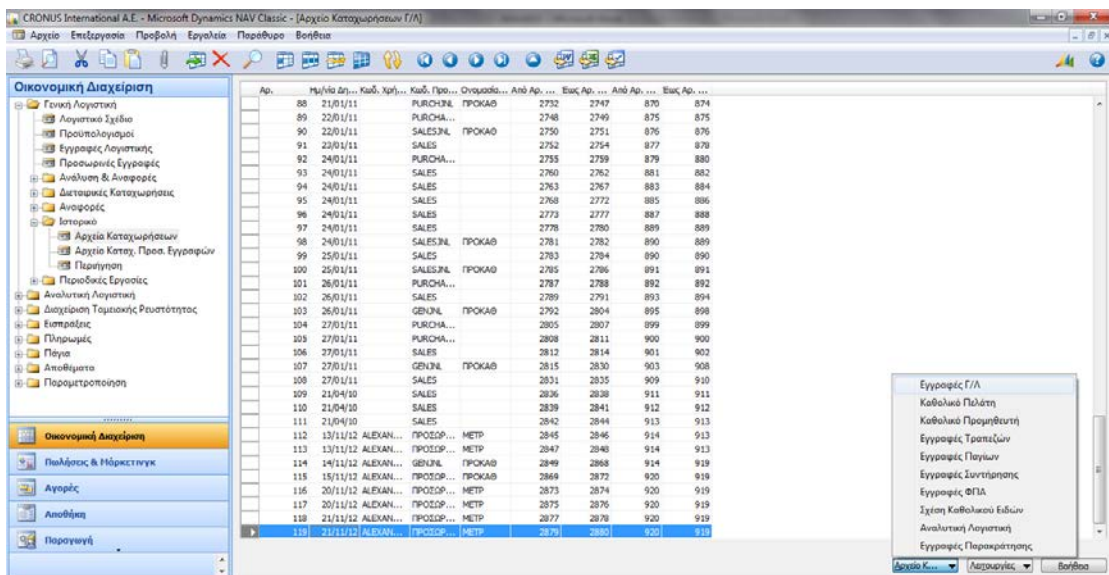 CRONUS International A.E. - Microsoft Dynamics NAV Classic - [Αρχείο Καταχωρήσεων Γ/Λ]
Αρχείο Επεξεργασία Προβολή Εργαλεία Παράθυρο Βοήθεια
Οικονομική Διαχείριση
Γενική Λογιστική
Λογιστικό Σχέδιο
Προϋπολογισμοί
Εγγραφές Λογιστικής
Προσωρινές Εγγραφές
Ανάλυση & Αναφορές
Διεταιρικές Καταχωρήσεις
Αναφορές
Ιστορικό
Αρχεία Καταχωρήσεων
Αρχείο Καταχ. Προσ. Εγγραφών
Περιήγηση
Περιοδικές Εργασίες
Αναλυτική Λογιστική
Διαχείριση Ταμειακής Ρευστότητας
Εισπράξεις
Πληρωμές
Πάγια
Αποθέματα
Παραμετροποίηση
Οικονομική Διαχείριση
Πωλήσεις & Μάρκετινγκ
Αγορές
Αποθήκη
Παραγωγή
Αρ. Ημ/νία Δη... Κωδ. Χρή... Κωδ. Προ... Ονομασία... Από Αρ. ... Έως Αρ. ... Από Αρ. ... Έως Αρ. ...
88 21/01/11 PURCHJNL ΠΡΟΚΑΘ 2732 2747 870 874
89 22/01/11 PURCHA... 2748 2749 875 875
90 22/01/11 SALESJNL ΠΡΟΚΑΘ 2750 2751 876 876
91 23/01/11 SALES 2752 2754 877 878
92 24/01/11 PURCHA... 2755 2759 879 880
93 24/01/11 SALES 2760 2762 881 882
94 24/01/11 SALES 2763 2767 883 884
95 24/01/11 SALES 2768 2772 885 886
96 24/01/11 SALES 2773 2777 887 888
97 24/01/11 SALES 2778 2780 889 889
98 24/01/11 SALESJNL ΠΡΟΚΑΘ 2781 2782 890 889
99 25/01/11 SALES 2783 2784 890 890
100 25/01/11 SALESJNL ΠΡΟΚΑΘ 2785 2786 891 891
101 26/01/11 PURCHA... 2787 2788 892 892
102 26/01/11 SALES 2789 2791 893 894
103 26/01/11 GENJNL ΠΡΟΚΑΘ 2792 2804 895 898
104 27/01/11 PURCHA... 2805 2807 899 899
105 27/01/11 PURCHA... 2808 2811 900 900
106 27/01/11 SALES 2812 2814 901 902
107 27/01/11 GENJNL ΠΡΟΚΑΘ 2815 2830 903 908
108 27/01/11 SALES 2831 2835 909 910
109 21/04/10 SALES 2836 2838 911 911
110 21/04/10 SALES 2839 2841 912 912
111 21/04/10 SALES 2842 2844 913 913
112 13/11/12 ALEXAN... ΠΡΟΣΩΡ... ΜΕΤΡ 2845 2846 914 913
113 13/11/12 ALEXAN... ΠΡΟΣΩΡ... ΜΕΤΡ 2847 2848 914 913
114 14/11/12 ALEXAN... GENJNL ΠΡΟΚΑΘ 2849 2868 914 919
115 15/11/12 ALEXAN... ΠΡΟΣΩΡ... ΠΡΟΚΑΘ 2869 2872 920 919
116 20/11/12 ALEXAN... ΠΡΟΣΩΡ... ΜΕΤΡ 2873 2874 920 919
117 20/11/12 ALEXAN... ΠΡΟΣΩΡ... ΜΕΤΡ 2875 2876 920 919
118 21/11/12 ALEXAN... ΠΡΟΣΩΡ... ΜΕΤΡ 2877 2878 920 919
119 21/11/12 ALEXAN... ΠΡΟΣΩΡ... ΜΕΤΡ 2879 2880 920 919
Εγγραφές Γ/Λ
Καθολικό Πελάτη
Καθολικό Προμηθευτή
Εγγραφές Τραπεζών
Εγγραφές Παγίων
Εγγραφές Συντήρησης
Εγγραφές ΦΠΑ
Σχέση Καθολικού Ειδών
Αναλυτική Λογιστική
Εγγραφές Παρακράτησης
Αρχείο Κ... Λειτουργίες Βοήθεια